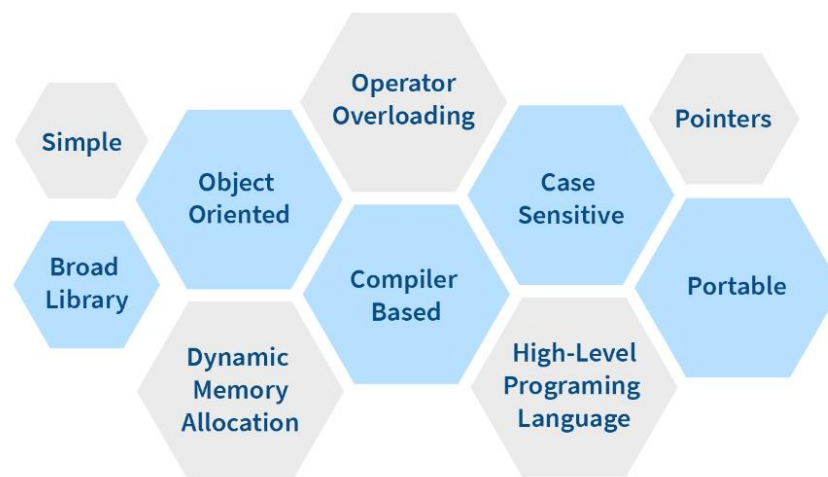 Simple
Broad
Library
Object
Oriented
Dynamic
Memory
Allocation
Operator
Overloading
Compiler
Based
Case
Sensitive
High-Level
Programing
Language
Pointers
Portable